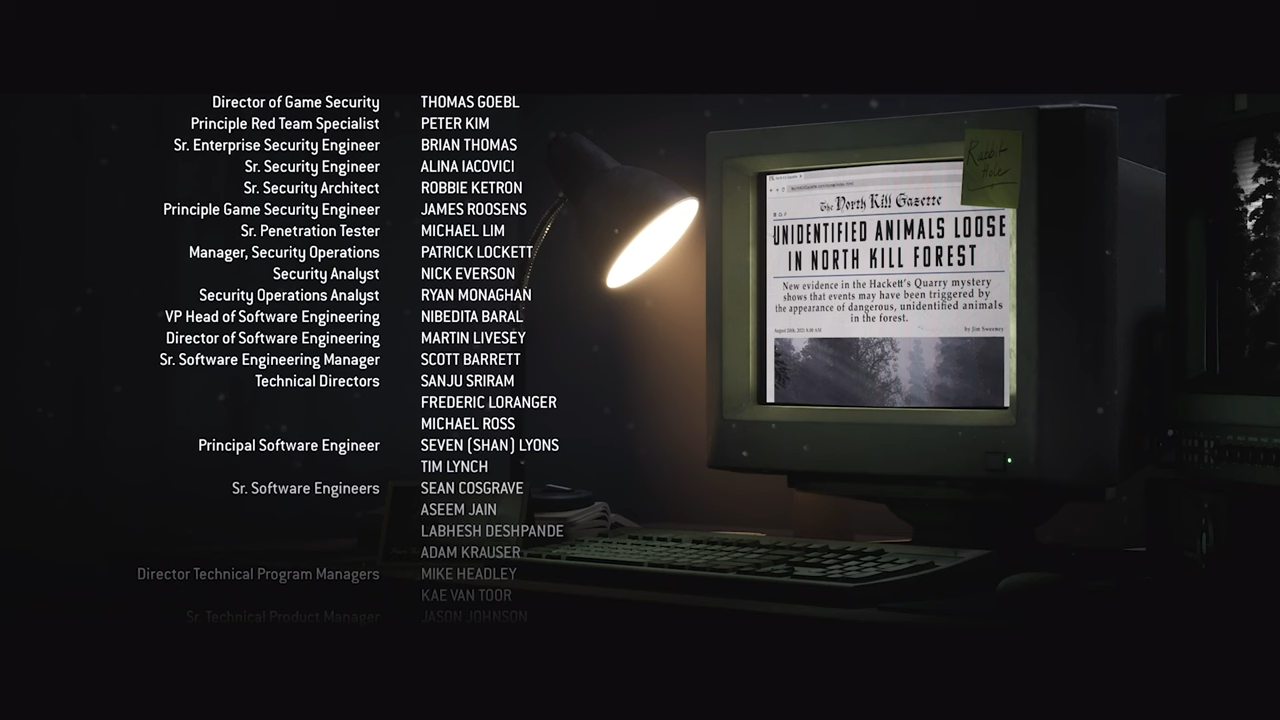 Director of Game Security THOMAS GOEBL
Principle Red Team Specialist PETER KIM
Sr. Enterprise Security Engineer BRIAN THOMAS
Sr. Security Engineer ALINA IACOVICI
Sr. Security Architect ROBBIE KETRON
Principle Game Security Engineer JAMES ROOSENS
Sr. Penetration Tester MICHAEL LIM
Manager, Security Operations PATRICK LOCKETT
Security Analyst NICK EVERSON
Security Operations Analyst RYAN MONAGHAN
VP Head of Software Engineering NIBEDITA BARAL
Director of Software Engineering MARTIN LIVESEY
Sr. Software Engineering Manager SCOTT BARRETT
Technical Directors SANJU SRIRAM
FREDERIC LORANGER
MICHAEL ROSS
Principal Software Engineer SEVEN (SHAN) LYONS
TIM LYNCH
Sr. Software Engineers SEAN COSGRAVE
ASEEM JAIN
LABHESH DESHPANDE
ADAM KRAUSER
Director Technical Program Managers MIKE HEADLEY
KAE VAN TOOR
Sr. Technical Product Manager JASON JOHNSON
Rabbit
Hole
The North Kill Gazette
UNIDENTIFIED ANIMALS LOOSE
IN NORTH KILL FOREST
New evidence in the Hackett's Quarry mystery
shows that events may have been triggered by
the appearance of dangerous, unidentified animals
in the forest.
by Jim Sweeney